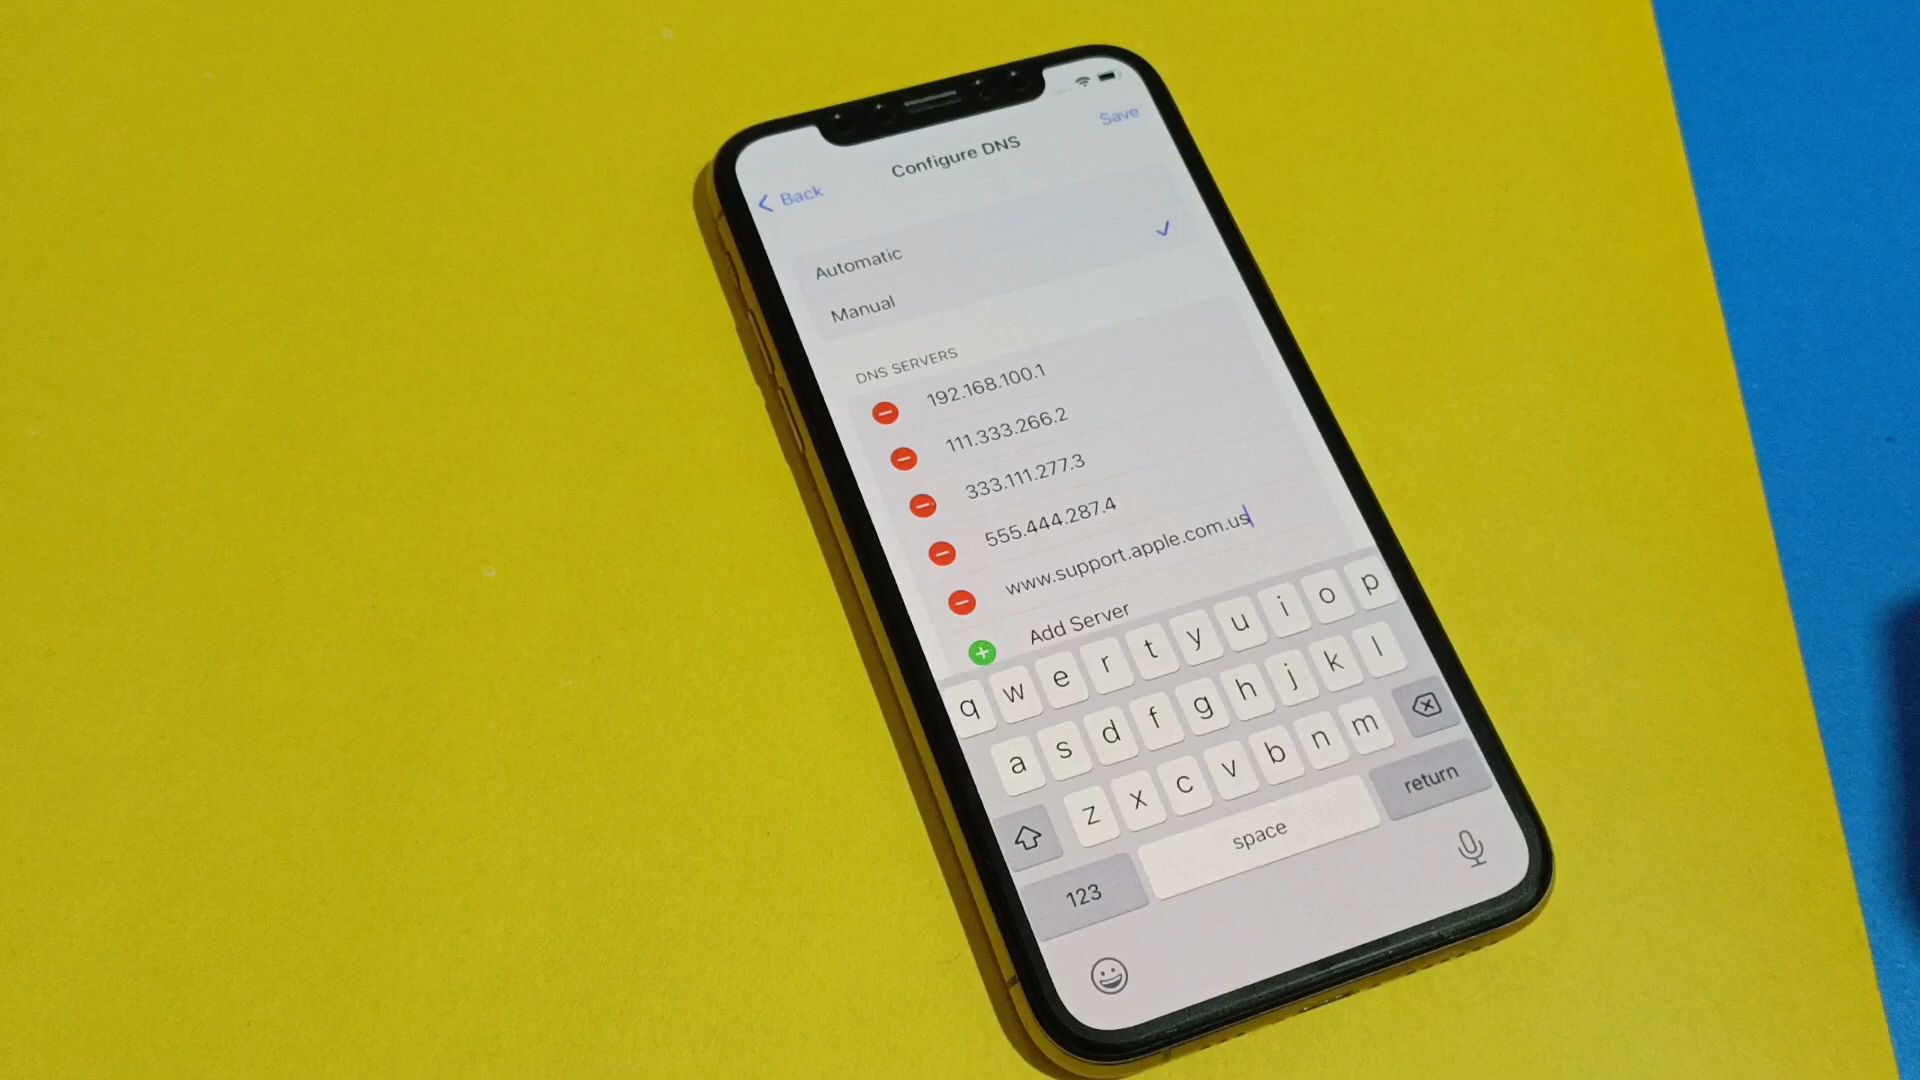 Save
Configure DNS
Back
Automatic
Manual
DNS SERVERS
192.168.100.1
111.333.266.2
333.111.277.3
555.444.287.4
www.support.apple.com.us
Add Server
q w e r t y u i o p
a s d f g h j k l
z x c v b n m
123 space return